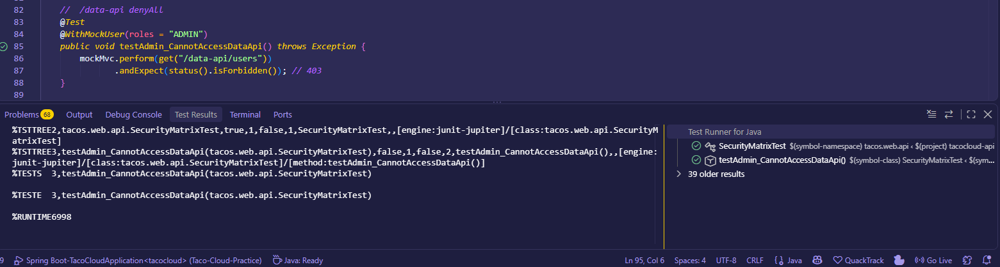 82 // /data-api denyAll
83 @Test
84 @WithMockUser(roles = "ADMIN")
85 public void testAdmin_CannotAccessDataApi() throws Exception {
86 mockMvc.perform(get("/data-api/users"))
87 .andExpect(status().isForbidden()); // 403
88 }
89
Problems 68 Output Debug Console Test Results Terminal Ports
%TSTTREE2,tacos.web.api.SecurityMatrixTest,true,1,false,1,SecurityMatrixTest,,[engine:junit-jupiter]/[class:tacos.web.api.SecurityM
atrixTest]
%TSTTREE3,testAdmin_CannotAccessDataApi(tacos.web.api.SecurityMatrixTest),false,1,false,2,testAdmin_CannotAccessDataApi(),,[engine:
junit-jupiter]/[class:tacos.web.api.SecurityMatrixTest]/[method:testAdmin_CannotAccessDataApi()]
%TESTS 3,testAdmin_CannotAccessDataApi(tacos.web.api.SecurityMatrixTest)
%TESTE 3,testAdmin_CannotAccessDataApi(tacos.web.api.SecurityMatrixTest)
%RUNTIME6998
Test Runner for Java
SecurityMatrixTest $(symbol-namespace) tacos.web.api < $(project) tacocloud-api
testAdmin_CannotAccessDataApi() $(symbol-class) SecurityMatrixTest < $(sym...
39 older results
9 Spring Boot-TacoCloudApplication<tacocloud> (Taco-Cloud-Practice) Java: Ready Ln 95, Col 6 Spaces: 4 UTF-8 CRLF {} Java QuackTrack Go Live